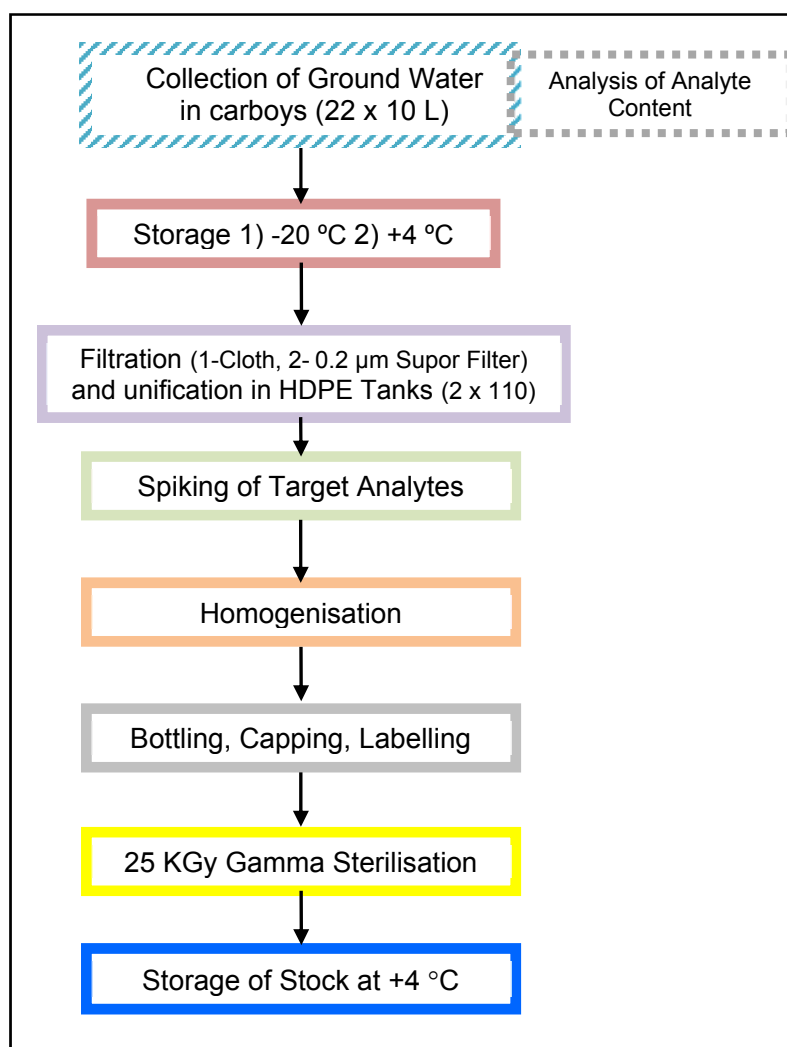 Collection of Ground Water
in carboys (22 x 10 L)
Analysis of Analyte
Content
Storage 1) -20 ºC 2) +4 ºC
Filtration (1-Cloth, 2- 0.2 µm Supor Filter)
and unification in HDPE Tanks (2 x 110)
Spiking of Target Analytes
Homogenisation
Bottling, Capping, Labelling
25 KGy Gamma Sterilisation
Storage of Stock at +4 °C